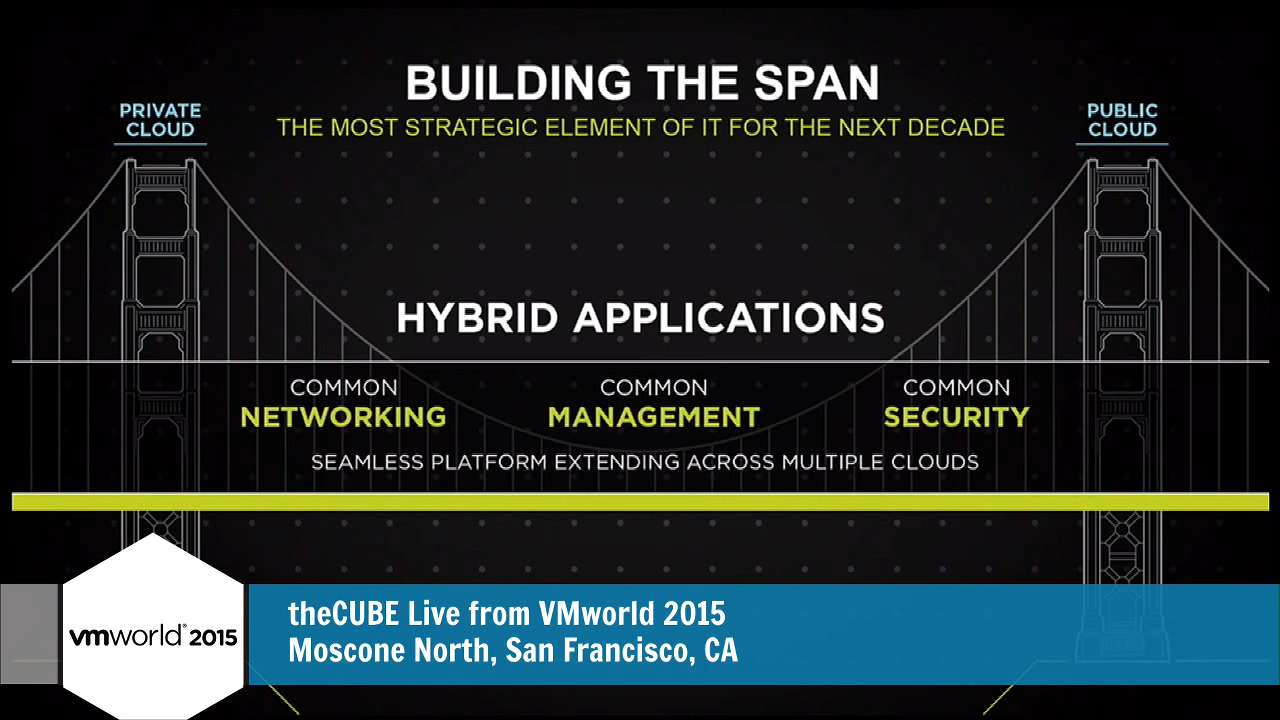 BUILDING THE SPAN
THE MOST STRATEGIC ELEMENT OF IT FOR THE NEXT DECADE
PRIVATE
CLOUD
PUBLIC
CLOUD
HYBRID APPLICATIONS
COMMON
NETWORKING
COMMON
MANAGEMENT
COMMON
SECURITY
SEAMLESS PLATFORM EXTENDING ACROSS MULTIPLE CLOUDS
vmworld® 2015
theCUBE Live from VMworld 2015
Moscone North, San Francisco, CA